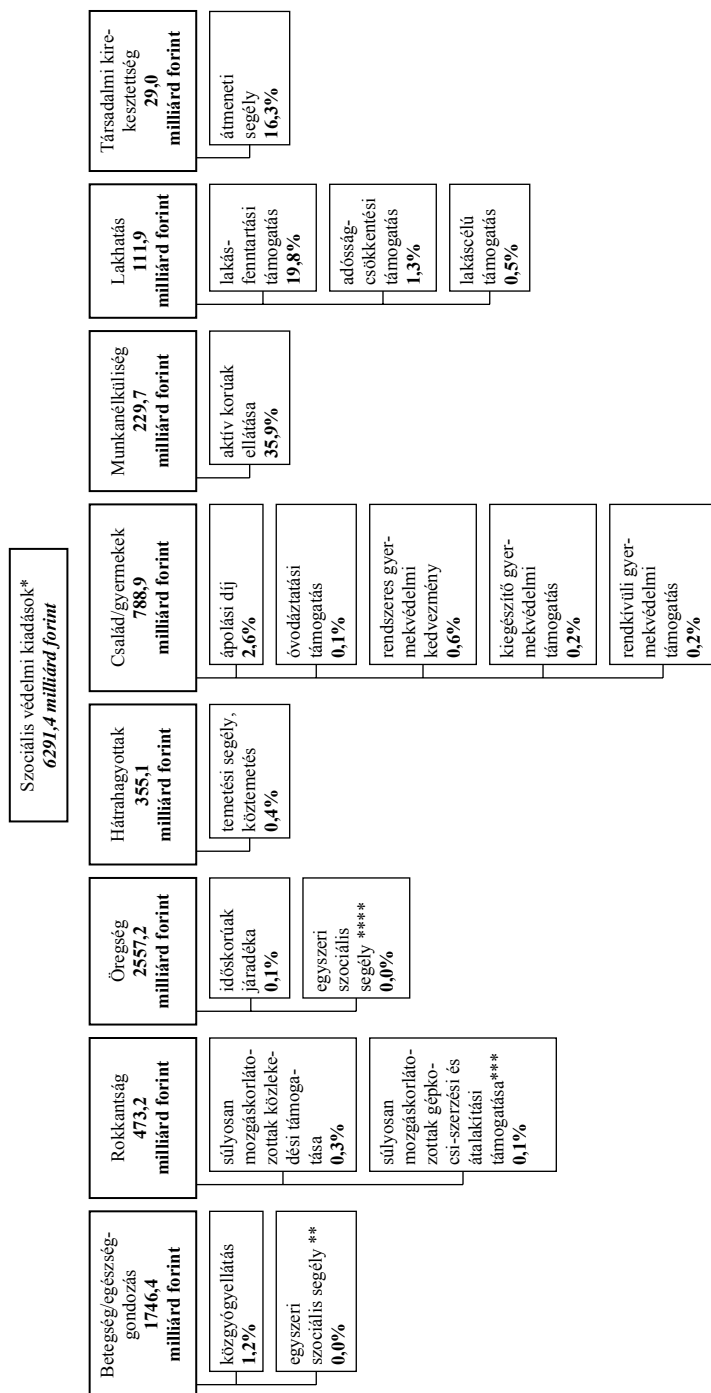 Szociális védelmi kiadások*
6291,4 milliárd forint
Betegség/egészség-
gondozás
1746,4
milliárd forint
közgyógyellátás
1,2%
egyszeri
szociális segély **
0,0%
Rokkantság
473,2
milliárd forint
súlyosan
mozgáskorláto-
zottak közleke-
dési támoga-
tása
0,3%
súlyosan
mozgáskorláto-
zottak gépko-
csi-szerzési és
átalakítási
támogatása***
0,1%
Öregség
2557,2
milliárd forint
időskorúak
járadéka
0,1%
egyszeri
szociális
segély ****
0,0%
Hátrahagyottak
355,1
milliárd forint
temetési segély,
köztemetés
0,4%
Család/gyermekek
788,9
milliárd forint
ápolási díj
2,6%
óvodáztatási
támogatás
0,1%
rendszeres gyer-
mekvédelmi
kedvezmény
0,6%
kiegészítő gyer-
mekvédelmi
támogatás
0,2%
rendkívüli gyer-
mekvédelmi
támogatás
0,2%
Munkanélküliség
229,7
milliárd forint
aktív korúak
ellátása
35,9%
Lakhatás
111,9
milliárd forint
lakás-
fenntartási
támogatás
19,8%
adósság-
csökkentési
támogatás
1,3%
lakáscélú
támogatás
0,5%
Társadalmi kire-
kesztettség
29,0
milliárd forint
átmeneti
segély
16,3%